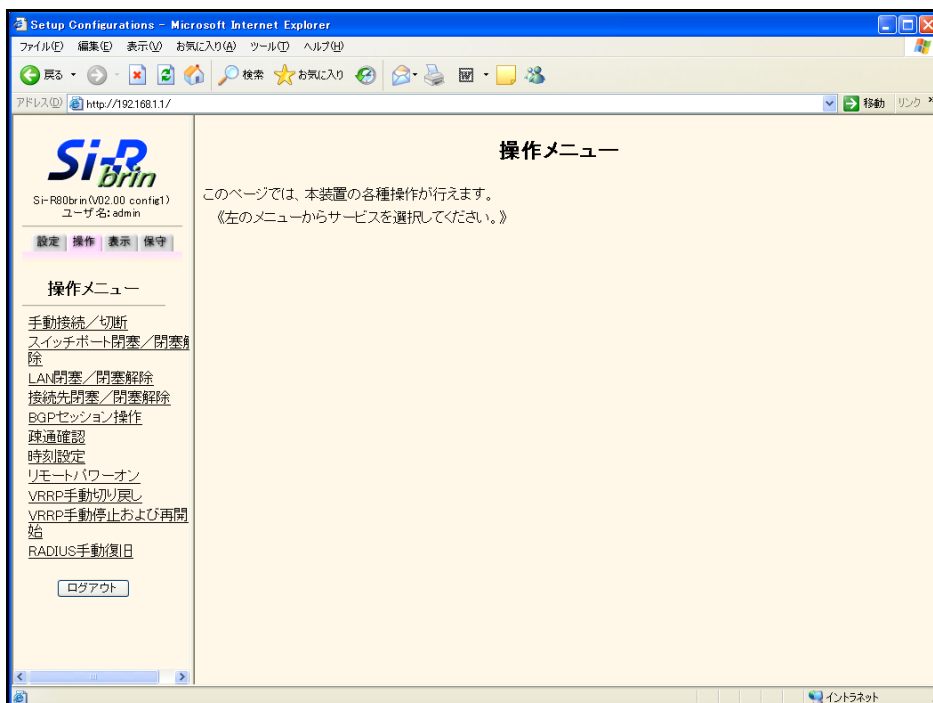 Setup Configurations - Microsoft Internet Explorer
ファイル(F) 編集(E) 表示(V) お気に入り(A) ツール(T) ヘルプ(H)
戻る 検索 お気に入り
アドレス(D) http://192.168.1.1/ 移動 リンク
Si-R
brin
Si-R80brin(V02.00 config1)
ユーザ名: admin
設定 操作 表示 保守
操作メニュー
手動接続／切断
スイッチポート閉塞／閉塞解
除
LAN閉塞／閉塞解除
接続先閉塞／閉塞解除
BGPセッション操作
疎通確認
時刻設定
リモートパワーオン
VRRP手動切り戻し
VRRP手動停止および再開
始
RADIUS手動復旧
ログアウト
操作メニュー
このページでは、本装置の各種操作が行えます。
《左のメニューからサービスを選択してください。》
イントラネット